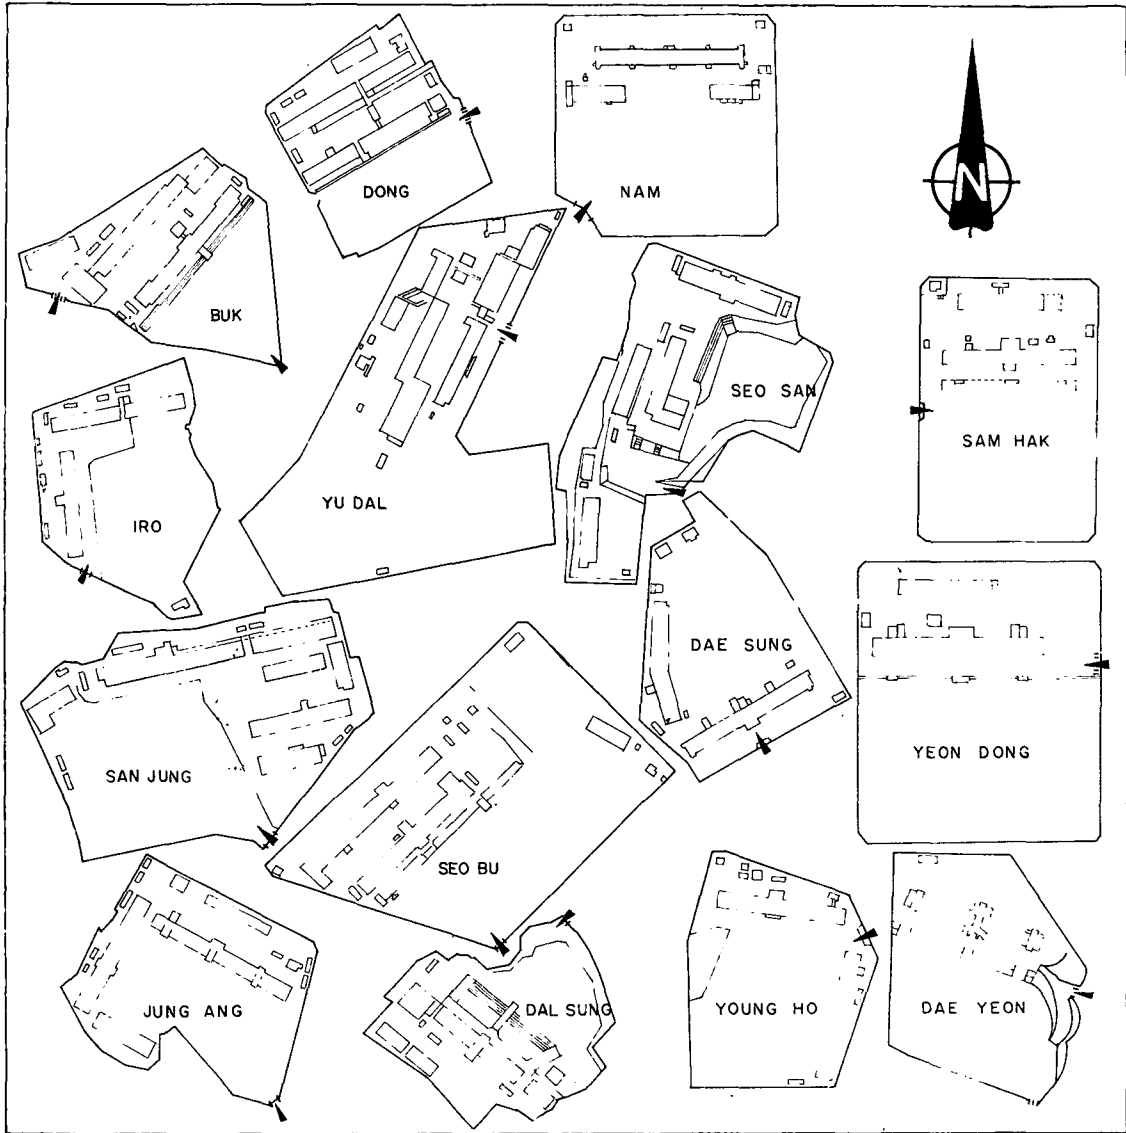 DONG
NAM
N
BUK
SEO SAN
SAM HAK
YU DAL
IRO
DAE SUNG
YEON DONG
SAN JUNG
SEO BU
JUNG ANG
DAL SUNG
YOUNG HO
DAE YEON